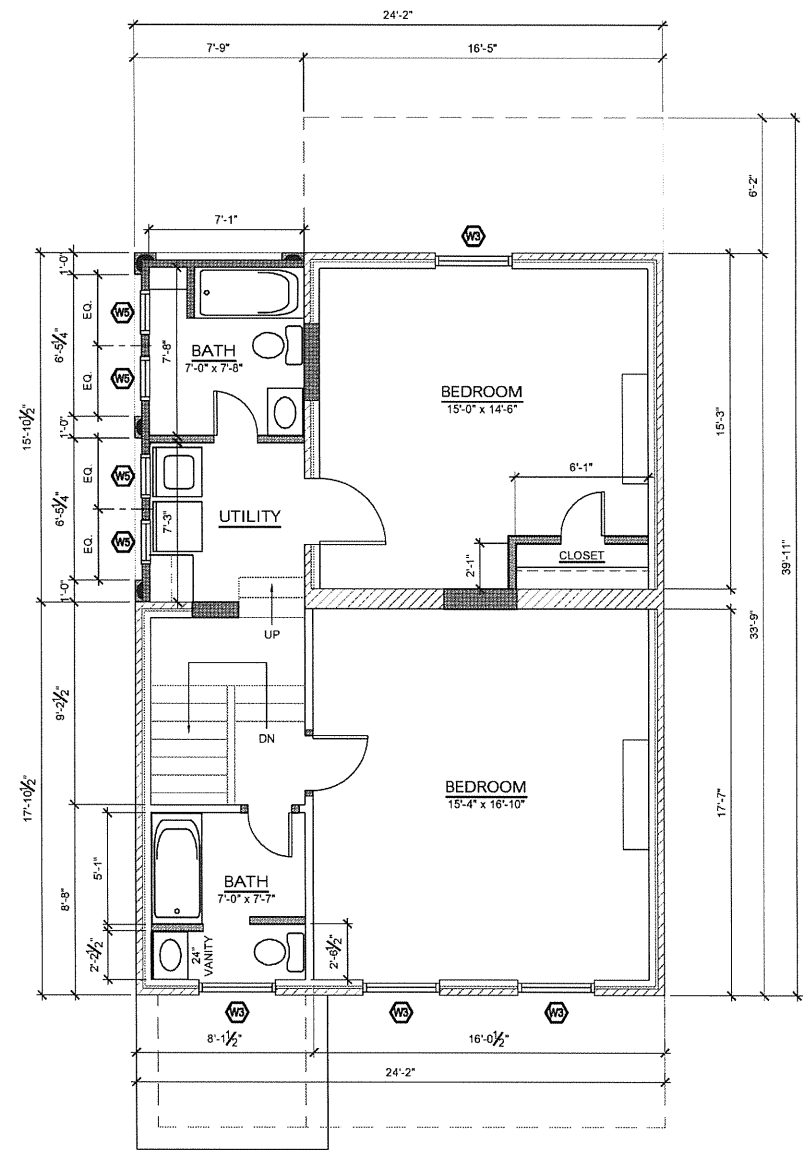 24'-2"
7'-9"
16'-5"
6'-2"
7'-1"
W3
1'-0"
EQ.
W5
6'-5¼"
BATH
7'-0" x 7'-8"
7'-8"
EQ.
W5
BEDROOM
15'-0" x 14'-6"
15'-10½"
1'-0"
15'-3"
EQ.
W5
6'-1"
6'-5¼"
7'-3"
UTILITY
EQ.
W5
CLOSET
2'-1"
39'-11"
1'-0"
33'-9"
UP
9'-2½"
DN
17'-10½"
BEDROOM
15'-4" x 16'-10"
17'-7"
5'-1"
8'-8"
BATH
7'-0" x 7'-7"
2'-2½"
24"
VANITY
2'-6½"
W3
W3
W3
8'-1½"
16'-0½"
24'-2"